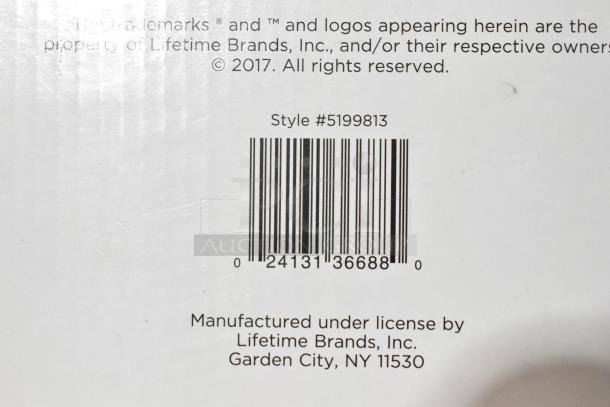 The trademarks ® and ™ and logos appearing herein are the
property of Lifetime Brands, Inc., and/or their respective owners
© 2017. All rights reserved.
Style #5199813
0 24131 36688 0
AUCTION GROUP
Manufactured under license by
Lifetime Brands, Inc.
Garden City, NY 11530